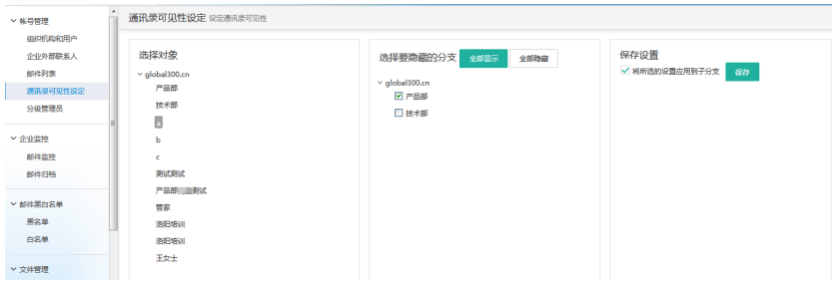 帐号管理
组织机构和用户
企业外部联系人
邮件列表
通讯录可见性设定
分级管理员
企业监控
邮件监控
邮件归档
邮件黑白名单
黑名单
白名单
文件管理
通讯录可见性设定 设定通讯录可见性
选择对象
global300.cn
产品部
技术部
a
b
c
测试测试
产品部 测试
管家
洛阳培训
洛阳培训
王女士
选择要隐藏的分支 全部显示 全部隐藏
global300.cn
产品部
技术部
保存设置
将所选的设置应用到子分支 保存